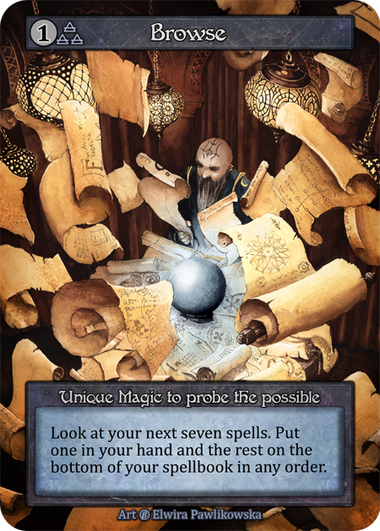 1 Browse
Unique Magic to probe the possible
Look at your next seven spells. Put
one in your hand and the rest on the
bottom of your spellbook in any order.
Art @ Elwira Pawlikowska